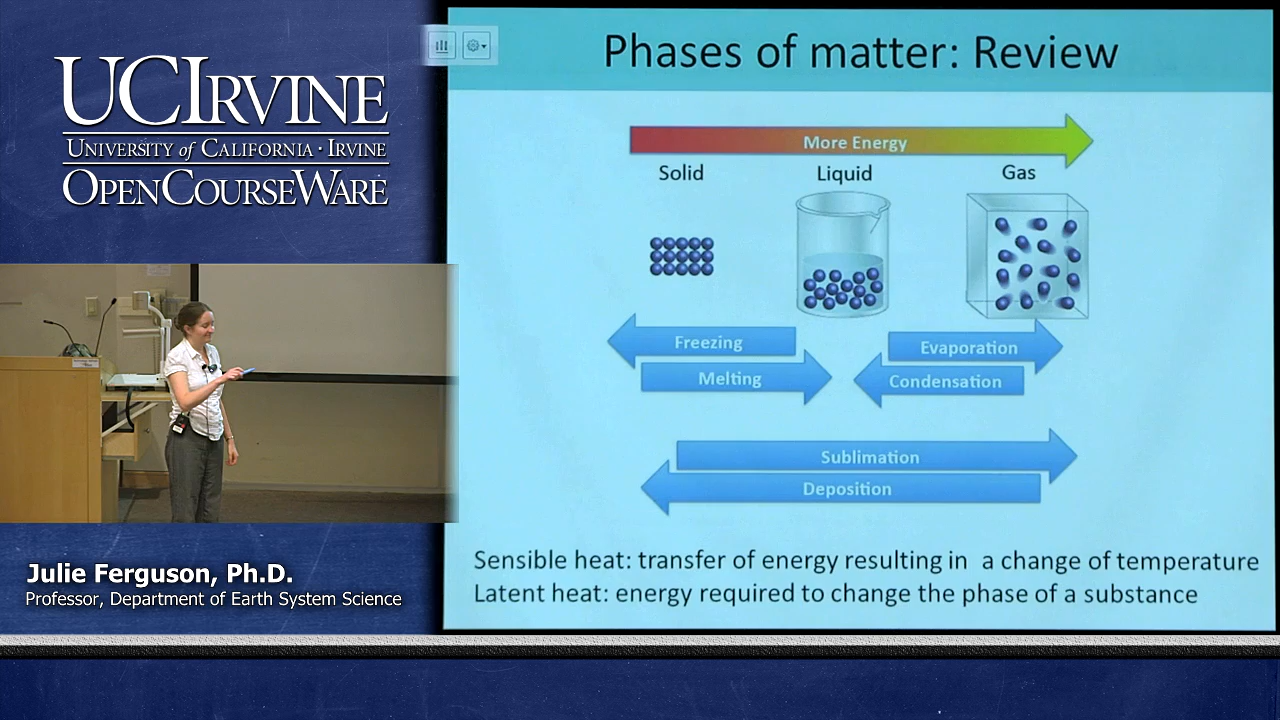 UCIRVINE
UNIVERSITY of CALIFORNIA · IRVINE
OPENCOURSEWARE
Julie Ferguson, Ph.D.
Professor, Department of Earth System Science
Phases of matter: Review
More Energy
Solid Liquid Gas
Freezing
Melting
Evaporation
Condensation
Sublimation
Deposition
Sensible heat: transfer of energy resulting in a change of temperature
Latent heat: energy required to change the phase of a substance